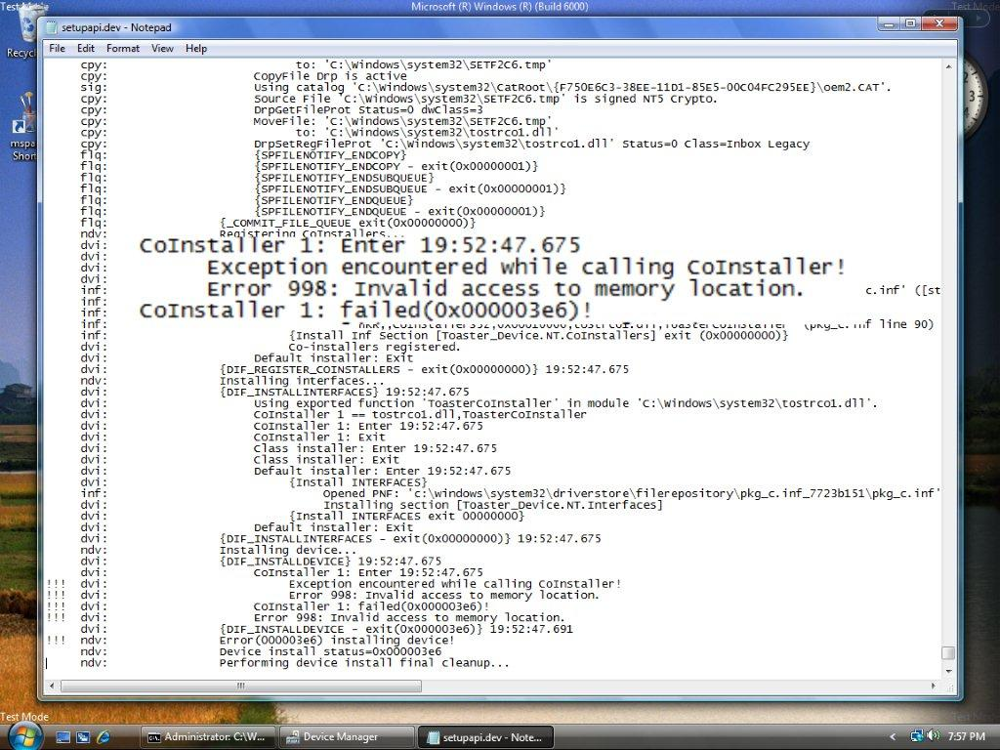 Test Mode
Microsoft (R) Windows (R) (Build 6000)
Test Mode
setupapi.dev - Notepad
File Edit Format View Help
cpy: to: 'C:\Windows\system32\SETF2C6.tmp'
cpy: CopyFile Drp is active
sig: Using catalog 'C:\Windows\system32\CatRoot\{F750E6C3-38EE-11D1-85E5-00C04FC295EE}\oem2.CAT'.
cpy: Source File 'C:\Windows\system32\SETF2C6.tmp' is signed NT5 Crypto.
cpy: DrpGetFileProt Status=0 dwClass=3
cpy: MoveFile: 'C:\Windows\system32\SETF2C6.tmp'
cpy: to: 'C:\Windows\system32\tostrco1.dll'
cpy: DrpSetRegFileProt 'C:\Windows\system32\tostrco1.dll' Status=0 Class=Inbox Legacy
flq: {SPFILENOTIFY_ENDCOPY}
flq: {SPFILENOTIFY_ENDCOPY - exit(0x00000001)}
flq: {SPFILENOTIFY_ENDSUBQUEUE}
flq: {SPFILENOTIFY_ENDSUBQUEUE - exit(0x00000001)}
flq: {SPFILENOTIFY_ENDQUEUE}
flq: {SPFILENOTIFY_ENDQUEUE - exit(0x00000001)}
flq: {_COMMIT_FILE_QUEUE exit(0x00000000)}
ndv: Registering CoInstallers...
dvi: CoInstaller 1: Enter 19:52:47.675
dvi:
dvi: Exception encountered while calling CoInstaller!
dvi:
inf: Error 998: Invalid access to memory location. c.inf' ([st
inf:
inf: CoInstaller 1: failed(0x000003e6)!
(pkg_c.inf line 90)
inf: {Install Inf Section [Toaster_Device.NT.CoInstallers] exit (0x00000000)}
dvi: Co-installers registered.
dvi: Default installer: Exit
dvi: {DIF_REGISTER_COINSTALLERS - exit(0x00000000)} 19:52:47.675
ndv: Installing interfaces...
dvi: {DIF_INSTALLINTERFACES} 19:52:47.675
dvi: Using exported function 'ToasterCoInstaller' in module 'C:\Windows\system32\tostrco1.dll'.
dvi: CoInstaller 1 == tostrco1.dll,ToasterCoInstaller
dvi: CoInstaller 1: Enter 19:52:47.675
dvi: CoInstaller 1: Exit
dvi: Class installer: Enter 19:52:47.675
dvi: Class installer: Exit
dvi: Default installer: Enter 19:52:47.675
dvi: {Install INTERFACES}
inf: Opened PNF: 'c:\windows\system32\driverstore\filerepository\pkg_c.inf_7723b151\pkg_c.inf'
dvi: Installing section [Toaster_Device.NT.Interfaces]
dvi: {Install INTERFACES exit 00000000}
dvi: Default installer: Exit
dvi: {DIF_INSTALLINTERFACES - exit(0x00000000)} 19:52:47.675
ndv: Installing device...
dvi: {DIF_INSTALLDEVICE} 19:52:47.675
dvi: CoInstaller 1: Enter 19:52:47.675
!!! dvi: Exception encountered while calling CoInstaller!
!!! dvi: Error 998: Invalid access to memory location.
!!! dvi: CoInstaller 1: failed(0x000003e6)!
!!! dvi: Error 998: Invalid access to memory location.
dvi: {DIF_INSTALLDEVICE - exit(0x000003e6)} 19:52:47.691
!!! ndv: Error(000003e6) installing device!
ndv: Device install status=0x000003e6
ndv: Performing device install final cleanup...
Recyc
mspa
Short
3
Test Mode
Administrator: C:\W...
Device Manager
setupapi.dev - Note...
7:57 PM